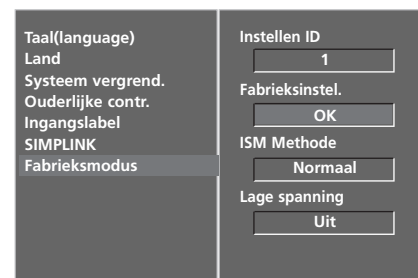 Taal(language)
Land
Systeem vergrend.
Ouderlijke contr.
Ingangslabel
SIMPLINK
Fabrieksmodus
Instellen ID
1
Fabrieksinstel.
OK
ISM Methode
Normaal
Lage spanning
Uit